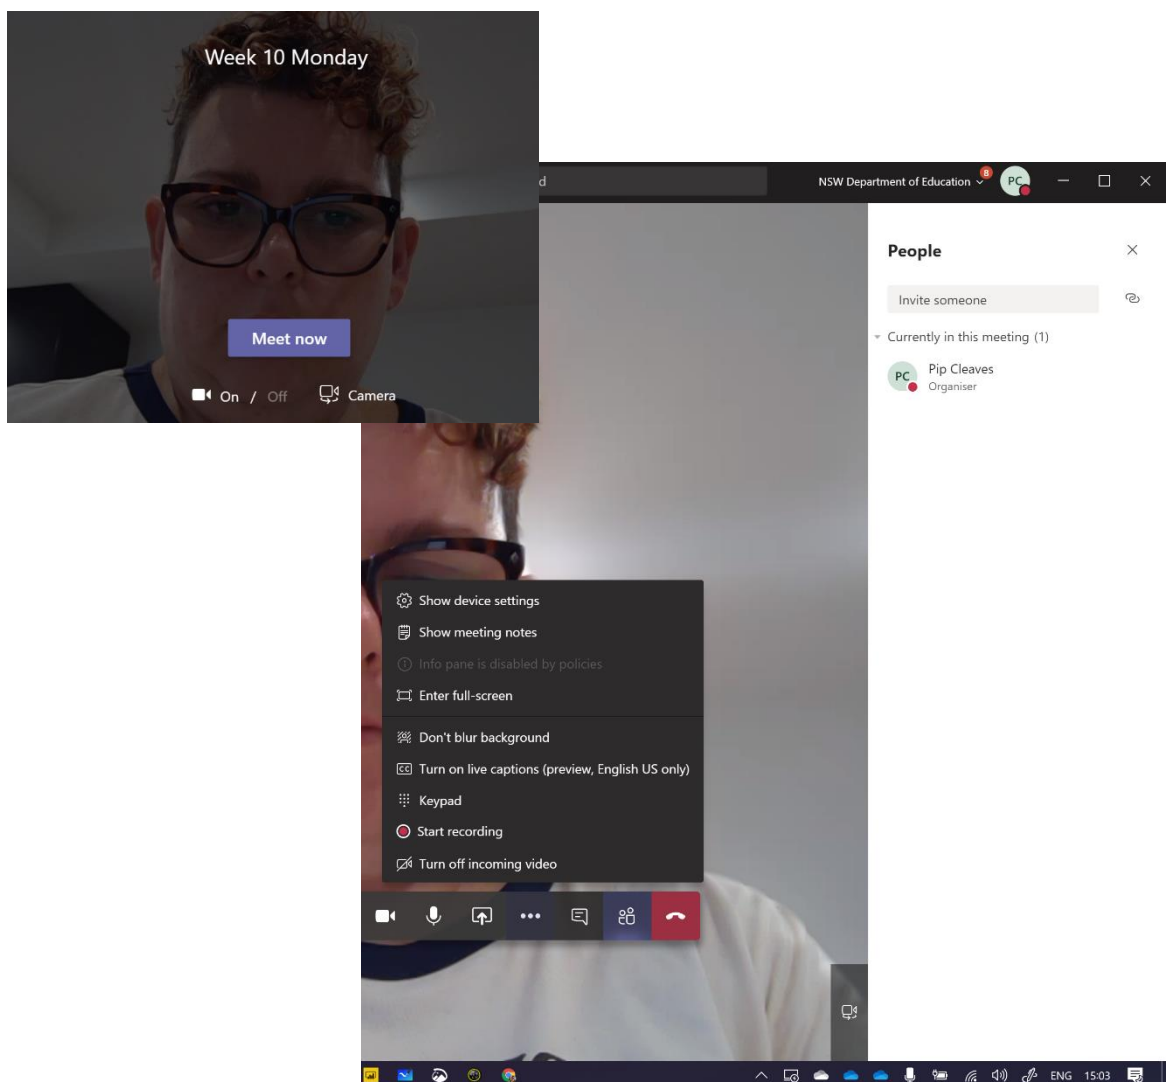 Week 10 Monday
Meet now
On / Off Camera
d
NSW Department of Education
8
PC
People
Invite someone
Currently in this meeting (1)
PC
Pip Cleaves
Organiser
Show device settings
Show meeting notes
Info pane is disabled by policies
Enter full-screen
Don't blur background
CC Turn on live captions (preview, English US only)
Keypad
Start recording
Turn off incoming video
ENG 15:03